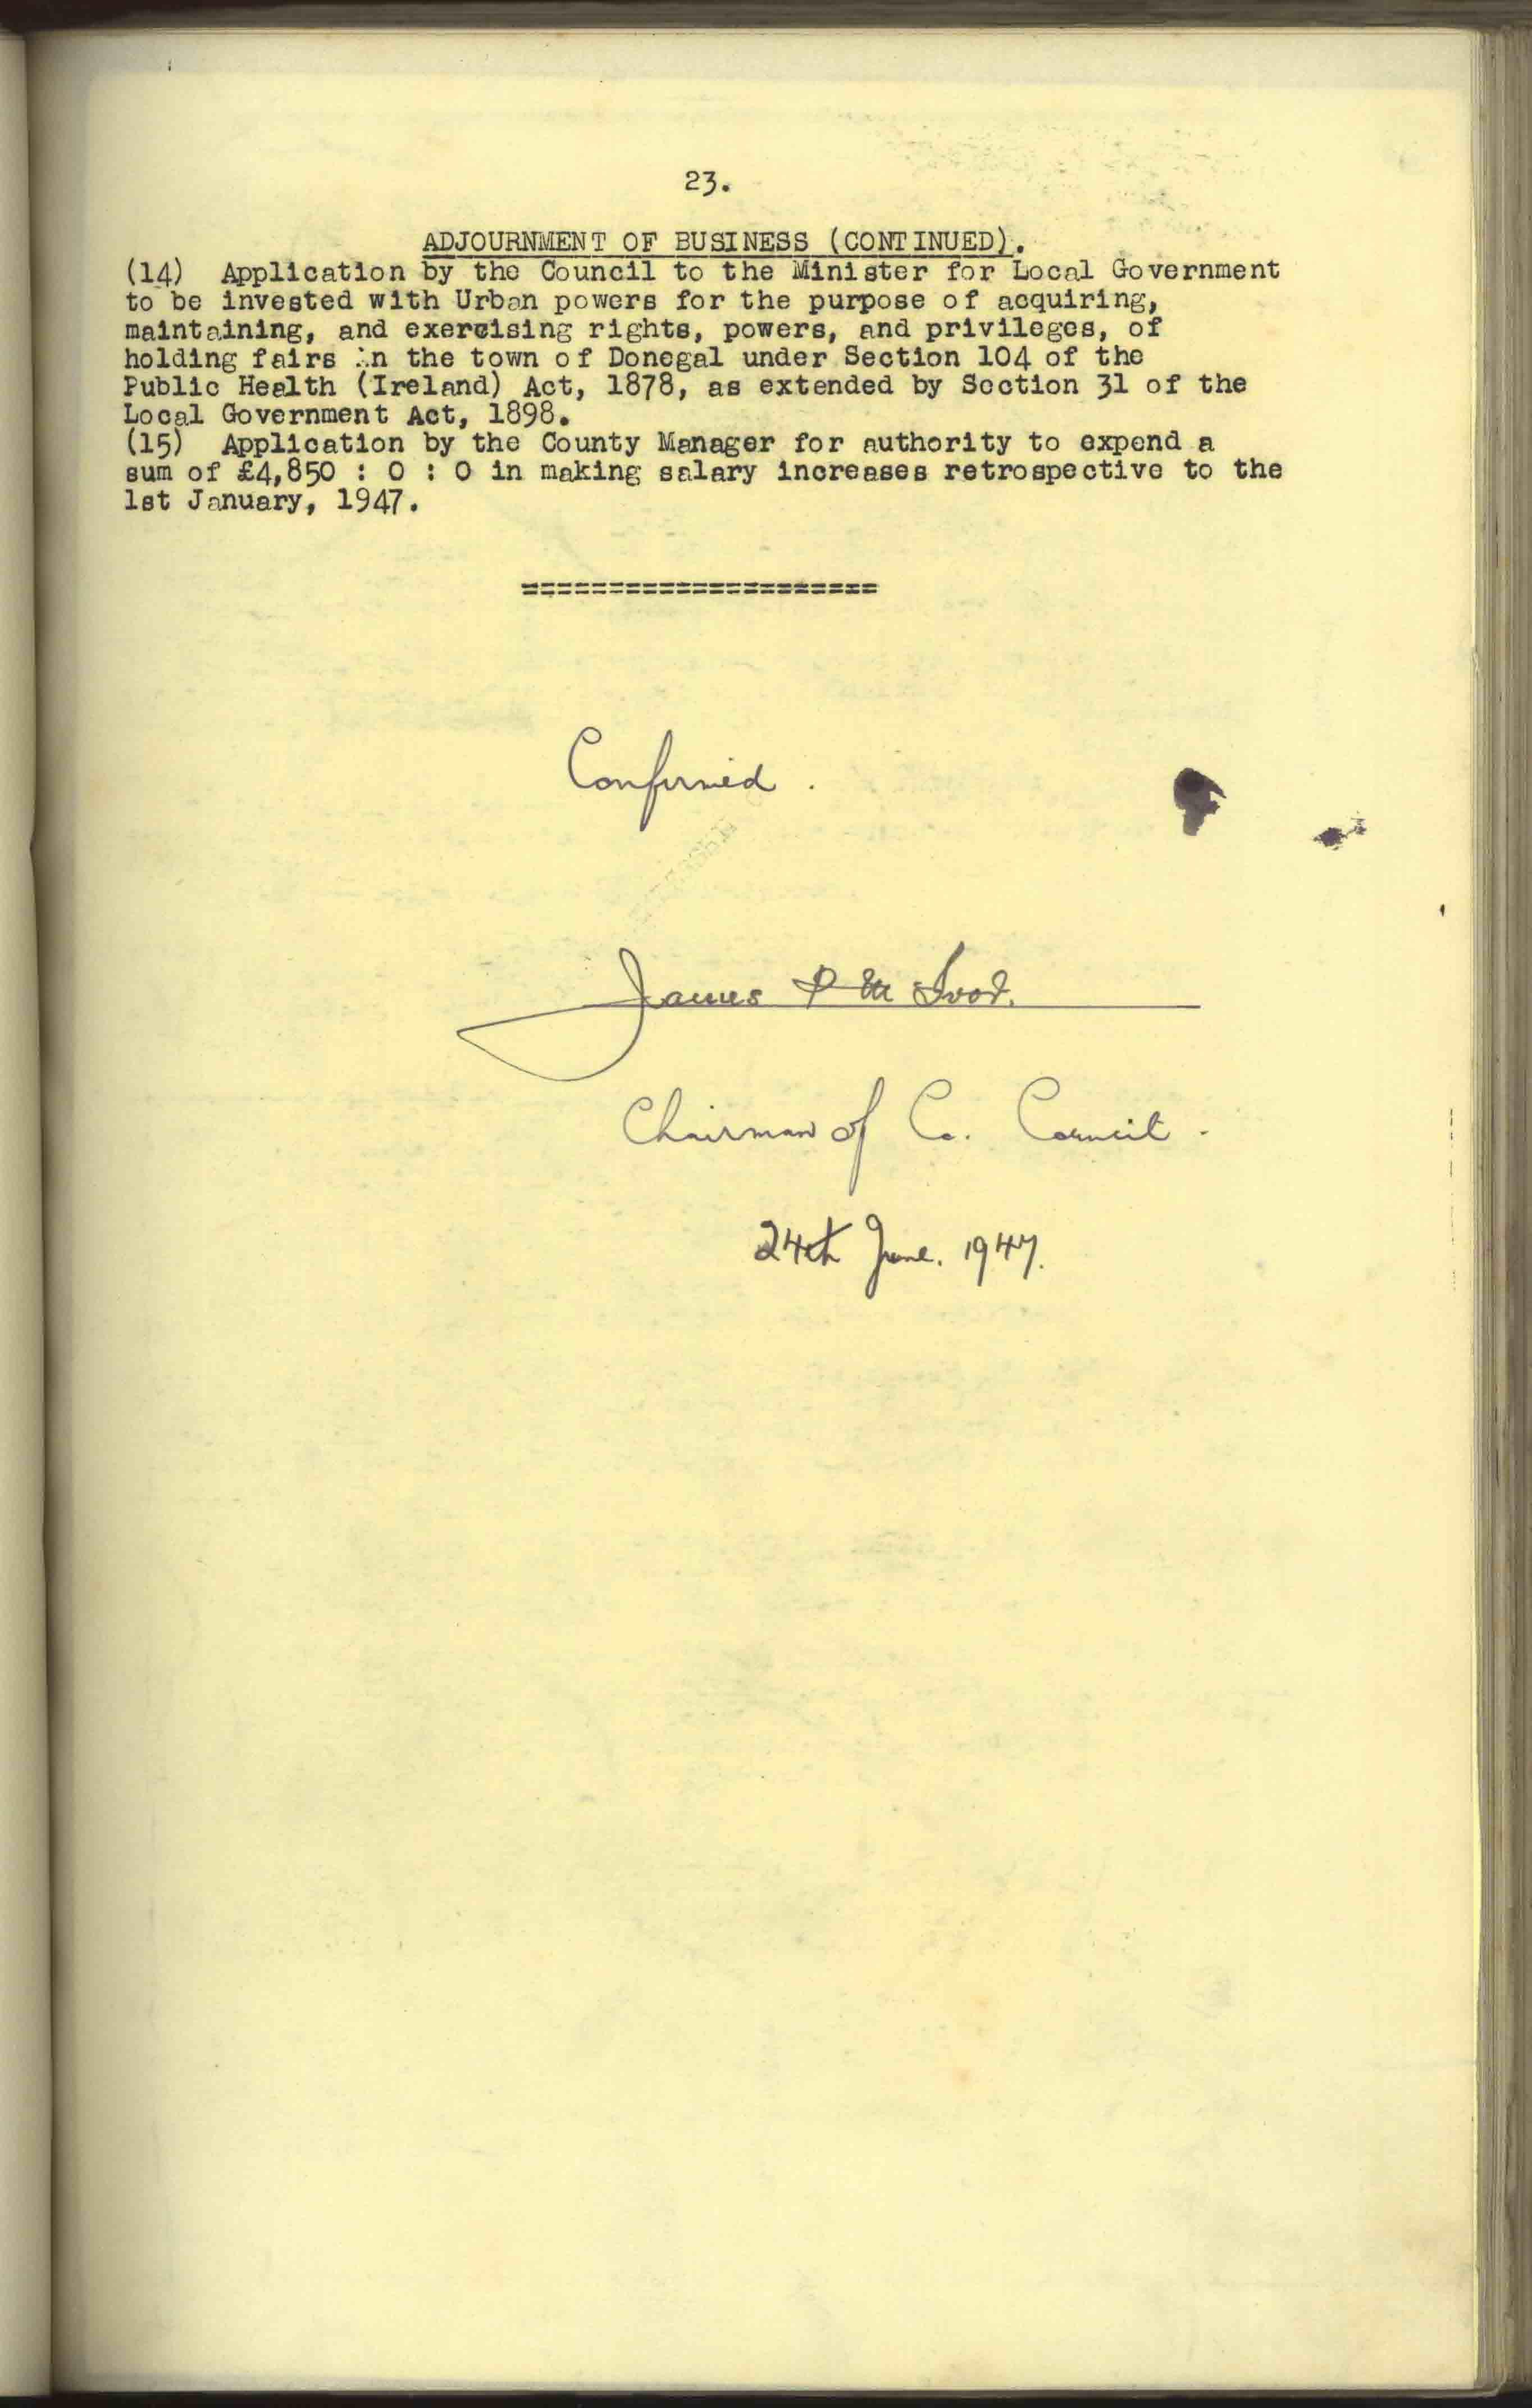 23.
ADJOURNMENT OF BUSINESS (CONTINUED).
(14) Application by the Council to the Minister for Local Government
to be invested with Urban powers for the purpose of acquiring,
maintaining, and exercising rights, powers, and privileges, of
holding fairs in the town of Donegal under Section 104 of the
Public Health (Ireland) Act, 1878, as extended by Section 31 of the
Local Government Act, 1898.
(15) Application by the County Manager for authority to expend a
sum of £4,850 : 0 : 0 in making salary increases retrospective to the
1st January, 1947.
=====================
Confirmed.
James
Chairman of Co. Council.
24th June. 1947.